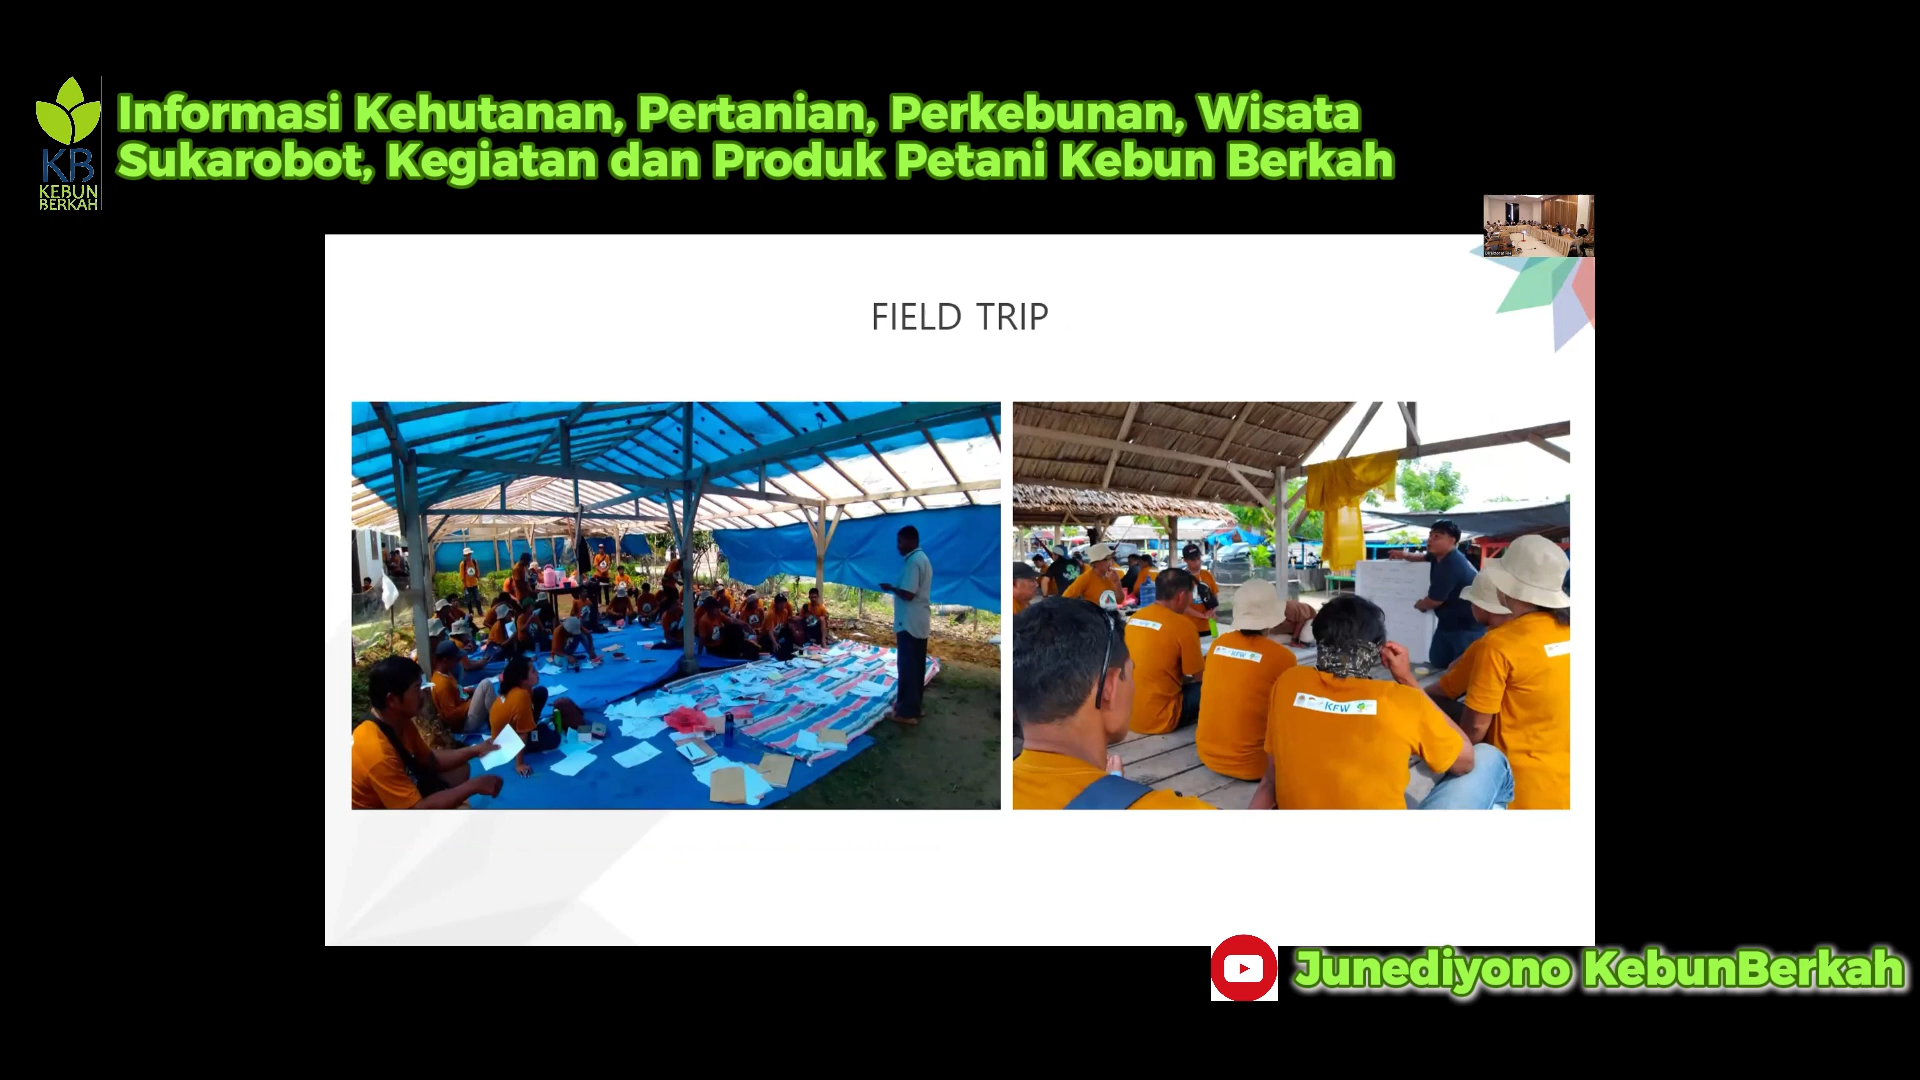 KB
KEBUN
BERKAH
Informasi Kehutanan, Pertanian, Perkebunan, Wisata
Sukarobot, Kegiatan dan Produk Petani Kebun Berkah
FIELD TRIP
KFW
KFW
Junediyono KebunBerkah